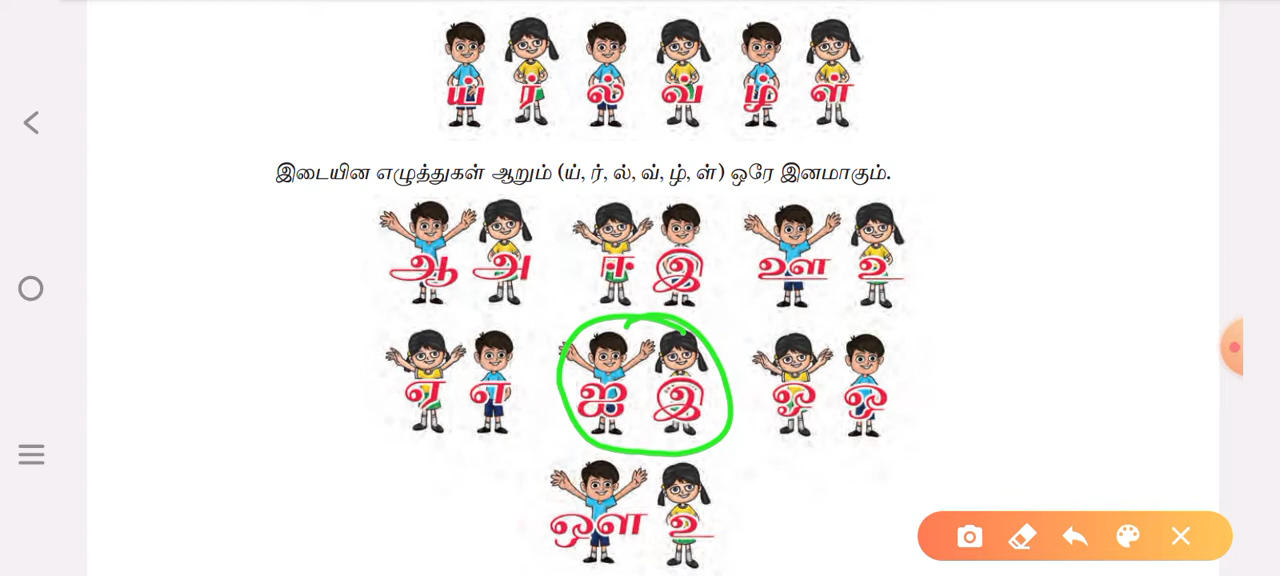 ய் ர் ல் வ் ழ் ள்
இடையின எழுத்துகள் ஆறும் (ய், ர், ல், வ், ழ், ள்) ஒரே இனமாகும்.
ஆ அ ஈ இ ஊ உ
ஏ எ ஐ இ ஓ ஒ
ஔ உ